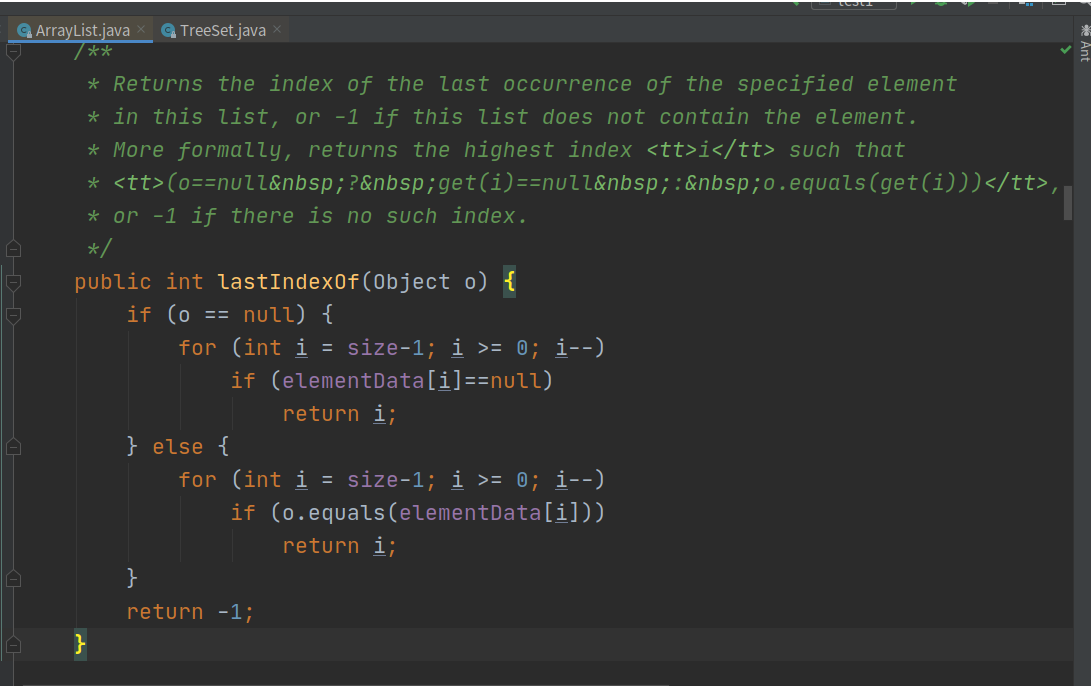 test1
ArrayList.java
TreeSet.java
Ant
/**
* Returns the index of the last occurrence of the specified element
* in this list, or -1 if this list does not contain the element.
* More formally, returns the highest index <tt>i</tt> such that
* <tt>(o==null&nbsp;?&nbsp;get(i)==null&nbsp;:&nbsp;o.equals(get(i)))</tt>,
* or -1 if there is no such index.
*/
public int lastIndexOf(Object o) {
if (o == null) {
for (int i = size-1; i >= 0; i--)
if (elementData[i]==null)
return i;
} else {
for (int i = size-1; i >= 0; i--)
if (o.equals(elementData[i]))
return i;
}
return -1;
}